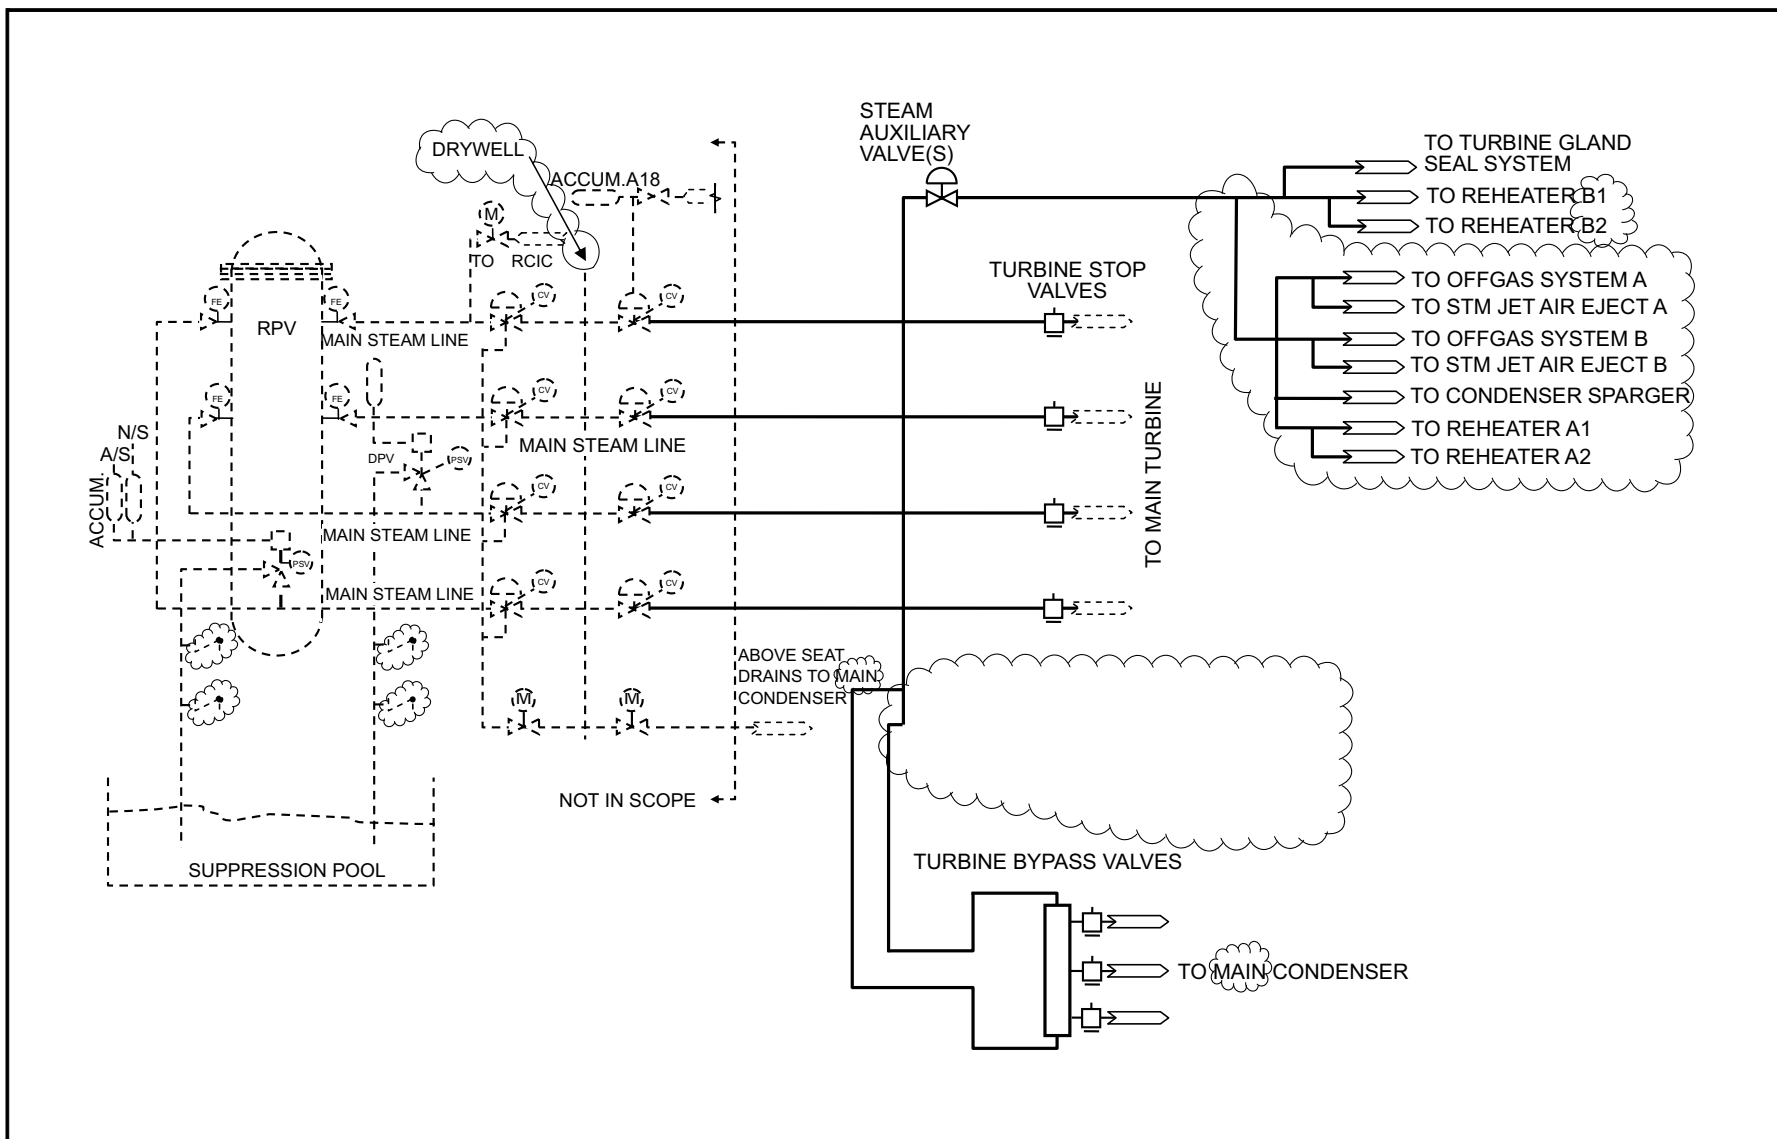 STEAM
AUXILIARY
VALVE(S)
TO TURBINE GLAND
SEAL SYSTEM
TO REHEATER B1
TO REHEATER B2
DRYWELL
ACCUM.A18
M
TO RCIC
TURBINE STOP
VALVES
TO OFFGAS SYSTEM A
TO STM JET AIR EJECT A
TO OFFGAS SYSTEM B
TO STM JET AIR EJECT B
TO CONDENSER SPARGER
TO REHEATER A1
TO REHEATER A2
FE
FE
CV
CV
RPV
MAIN STEAM LINE
FE
FE
CV
CV
N/S
A/S
ACCUM.
MAIN STEAM LINE
DPV
PSV
TO MAIN TURBINE
CV
CV
MAIN STEAM LINE
PSV
CV
CV
MAIN STEAM LINE
ABOVE SEAT
DRAINS TO MAIN
CONDENSER
M
M
NOT IN SCOPE
SUPPRESSION POOL
TURBINE BYPASS VALVES
TO MAIN CONDENSER